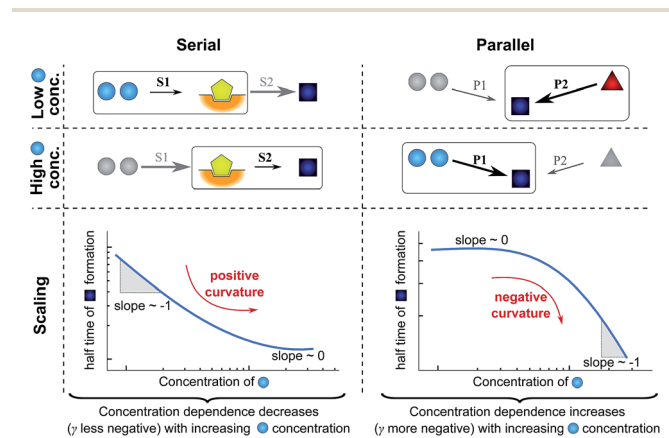 Serial
Parallel
Low
conc.
S1
S2
P1
P2
High
conc.
S1
S2
P1
P2
Scaling
half time of formation
positive
curvature
slope ~ -1
slope ~ 0
Concentration of
half time of formation
slope ~ 0
negative
curvature
slope ~ -1
Concentration of
Concentration dependence decreases
(γ less negative) with increasing concentration
Concentration dependence increases
(γ more negative) with increasing concentration